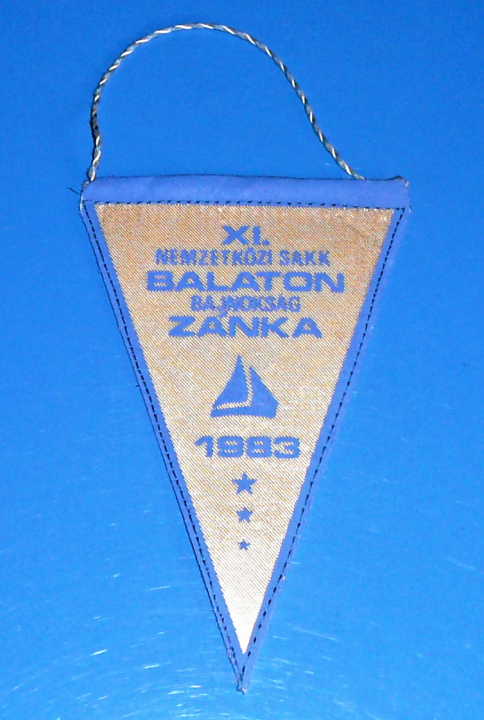 XI.
NEMZETKÖZI SAKK
BALATON
BAJNOKSÁG
ZÁNKA
1983